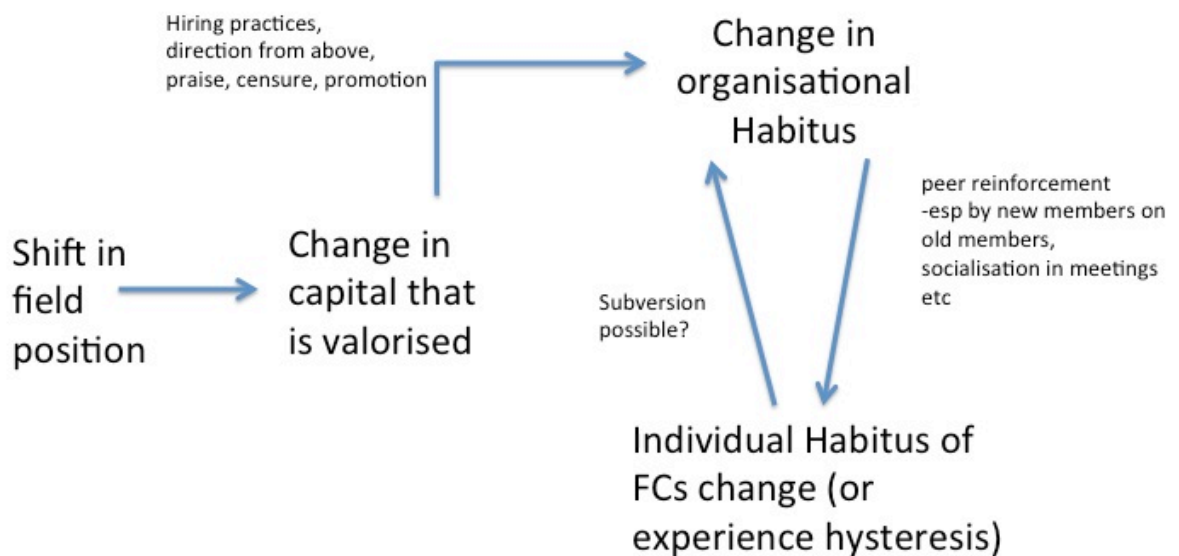 Hiring practices,
direction from above,
praise, censure, promotion
Change in
organisational
Habitus
peer reinforcement
-esp by new members on
old members,
socialisation in meetings
etc
Shift in
field
position
Change in
capital that
is valorised
Subversion
possible?
Individual Habitus of
FCs change (or
experience hysteresis)